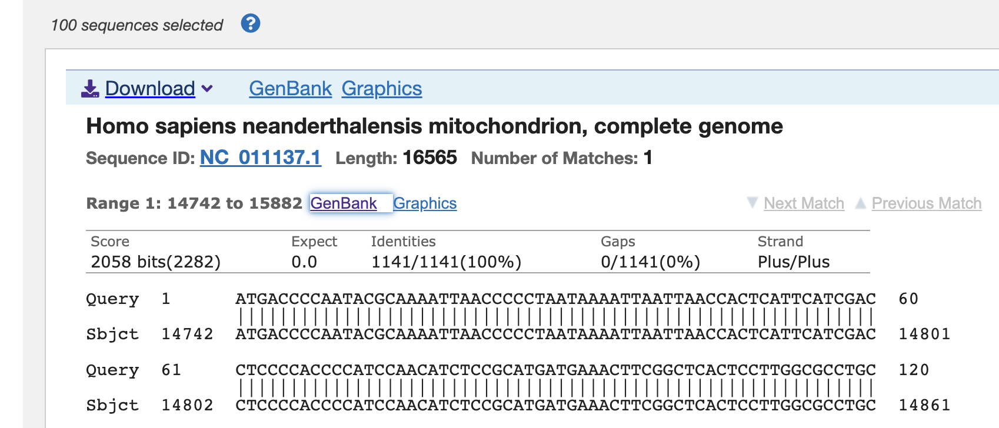 100 sequences selected ?
Download GenBank Graphics
Homo sapiens neanderthalensis mitochondrion, complete genome
Sequence ID: NC_011137.1 Length: 16565 Number of Matches: 1
Range 1: 14742 to 15882 GenBank Graphics ▼ Next Match ▲ Previous Match
Score Expect Identities Gaps Strand
2058 bits(2282) 0.0 1141/1141(100%) 0/1141(0%) Plus/Plus
Query 1 ATGACCCCAATACGCAAAATTAACCCCCTAATAAAATTAATTAACCACTCATTCATCGAC 60
||||||||||||||||||||||||||||||||||||||||||||||||||||||||||||
Sbjct 14742 ATGACCCCAATACGCAAAATTAACCCCCTAATAAAATTAATTAACCACTCATTCATCGAC 14801
Query 61 CTCCCCACCCCATCCAACATCTCCGCATGATGAAACTTCGGCTCACTCCTTGGCGCCTGC 120
||||||||||||||||||||||||||||||||||||||||||||||||||||||||||||
Sbjct 14802 CTCCCCACCCCATCCAACATCTCCGCATGATGAAACTTCGGCTCACTCCTTGGCGCCTGC 14861